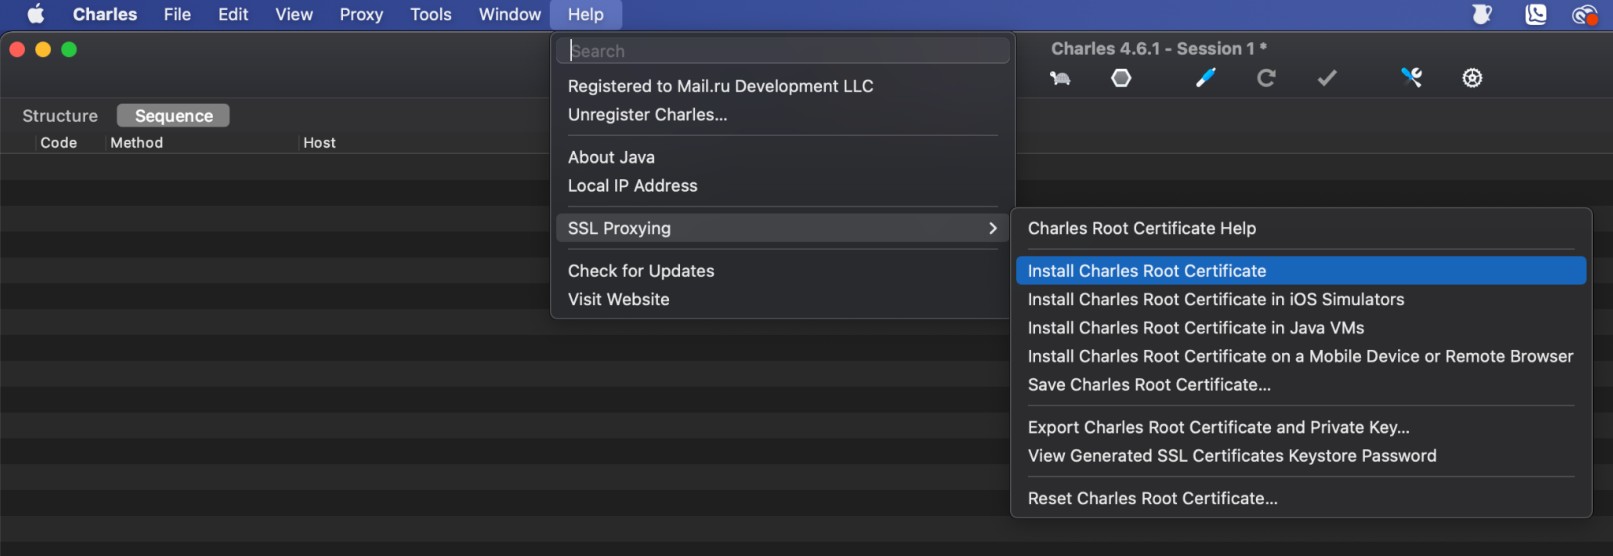 Charles File Edit View Proxy Tools Window Help
Search
Charles 4.6.1 - Session 1 *
Registered to Mail.ru Development LLC
Unregister Charles...
Structure Sequence
Code Method Host
About Java
Local IP Address
SSL Proxying
Check for Updates
Visit Website
Charles Root Certificate Help
Install Charles Root Certificate
Install Charles Root Certificate in iOS Simulators
Install Charles Root Certificate in Java VMs
Install Charles Root Certificate on a Mobile Device or Remote Browser
Save Charles Root Certificate...
Export Charles Root Certificate and Private Key...
View Generated SSL Certificates Keystore Password
Reset Charles Root Certificate...